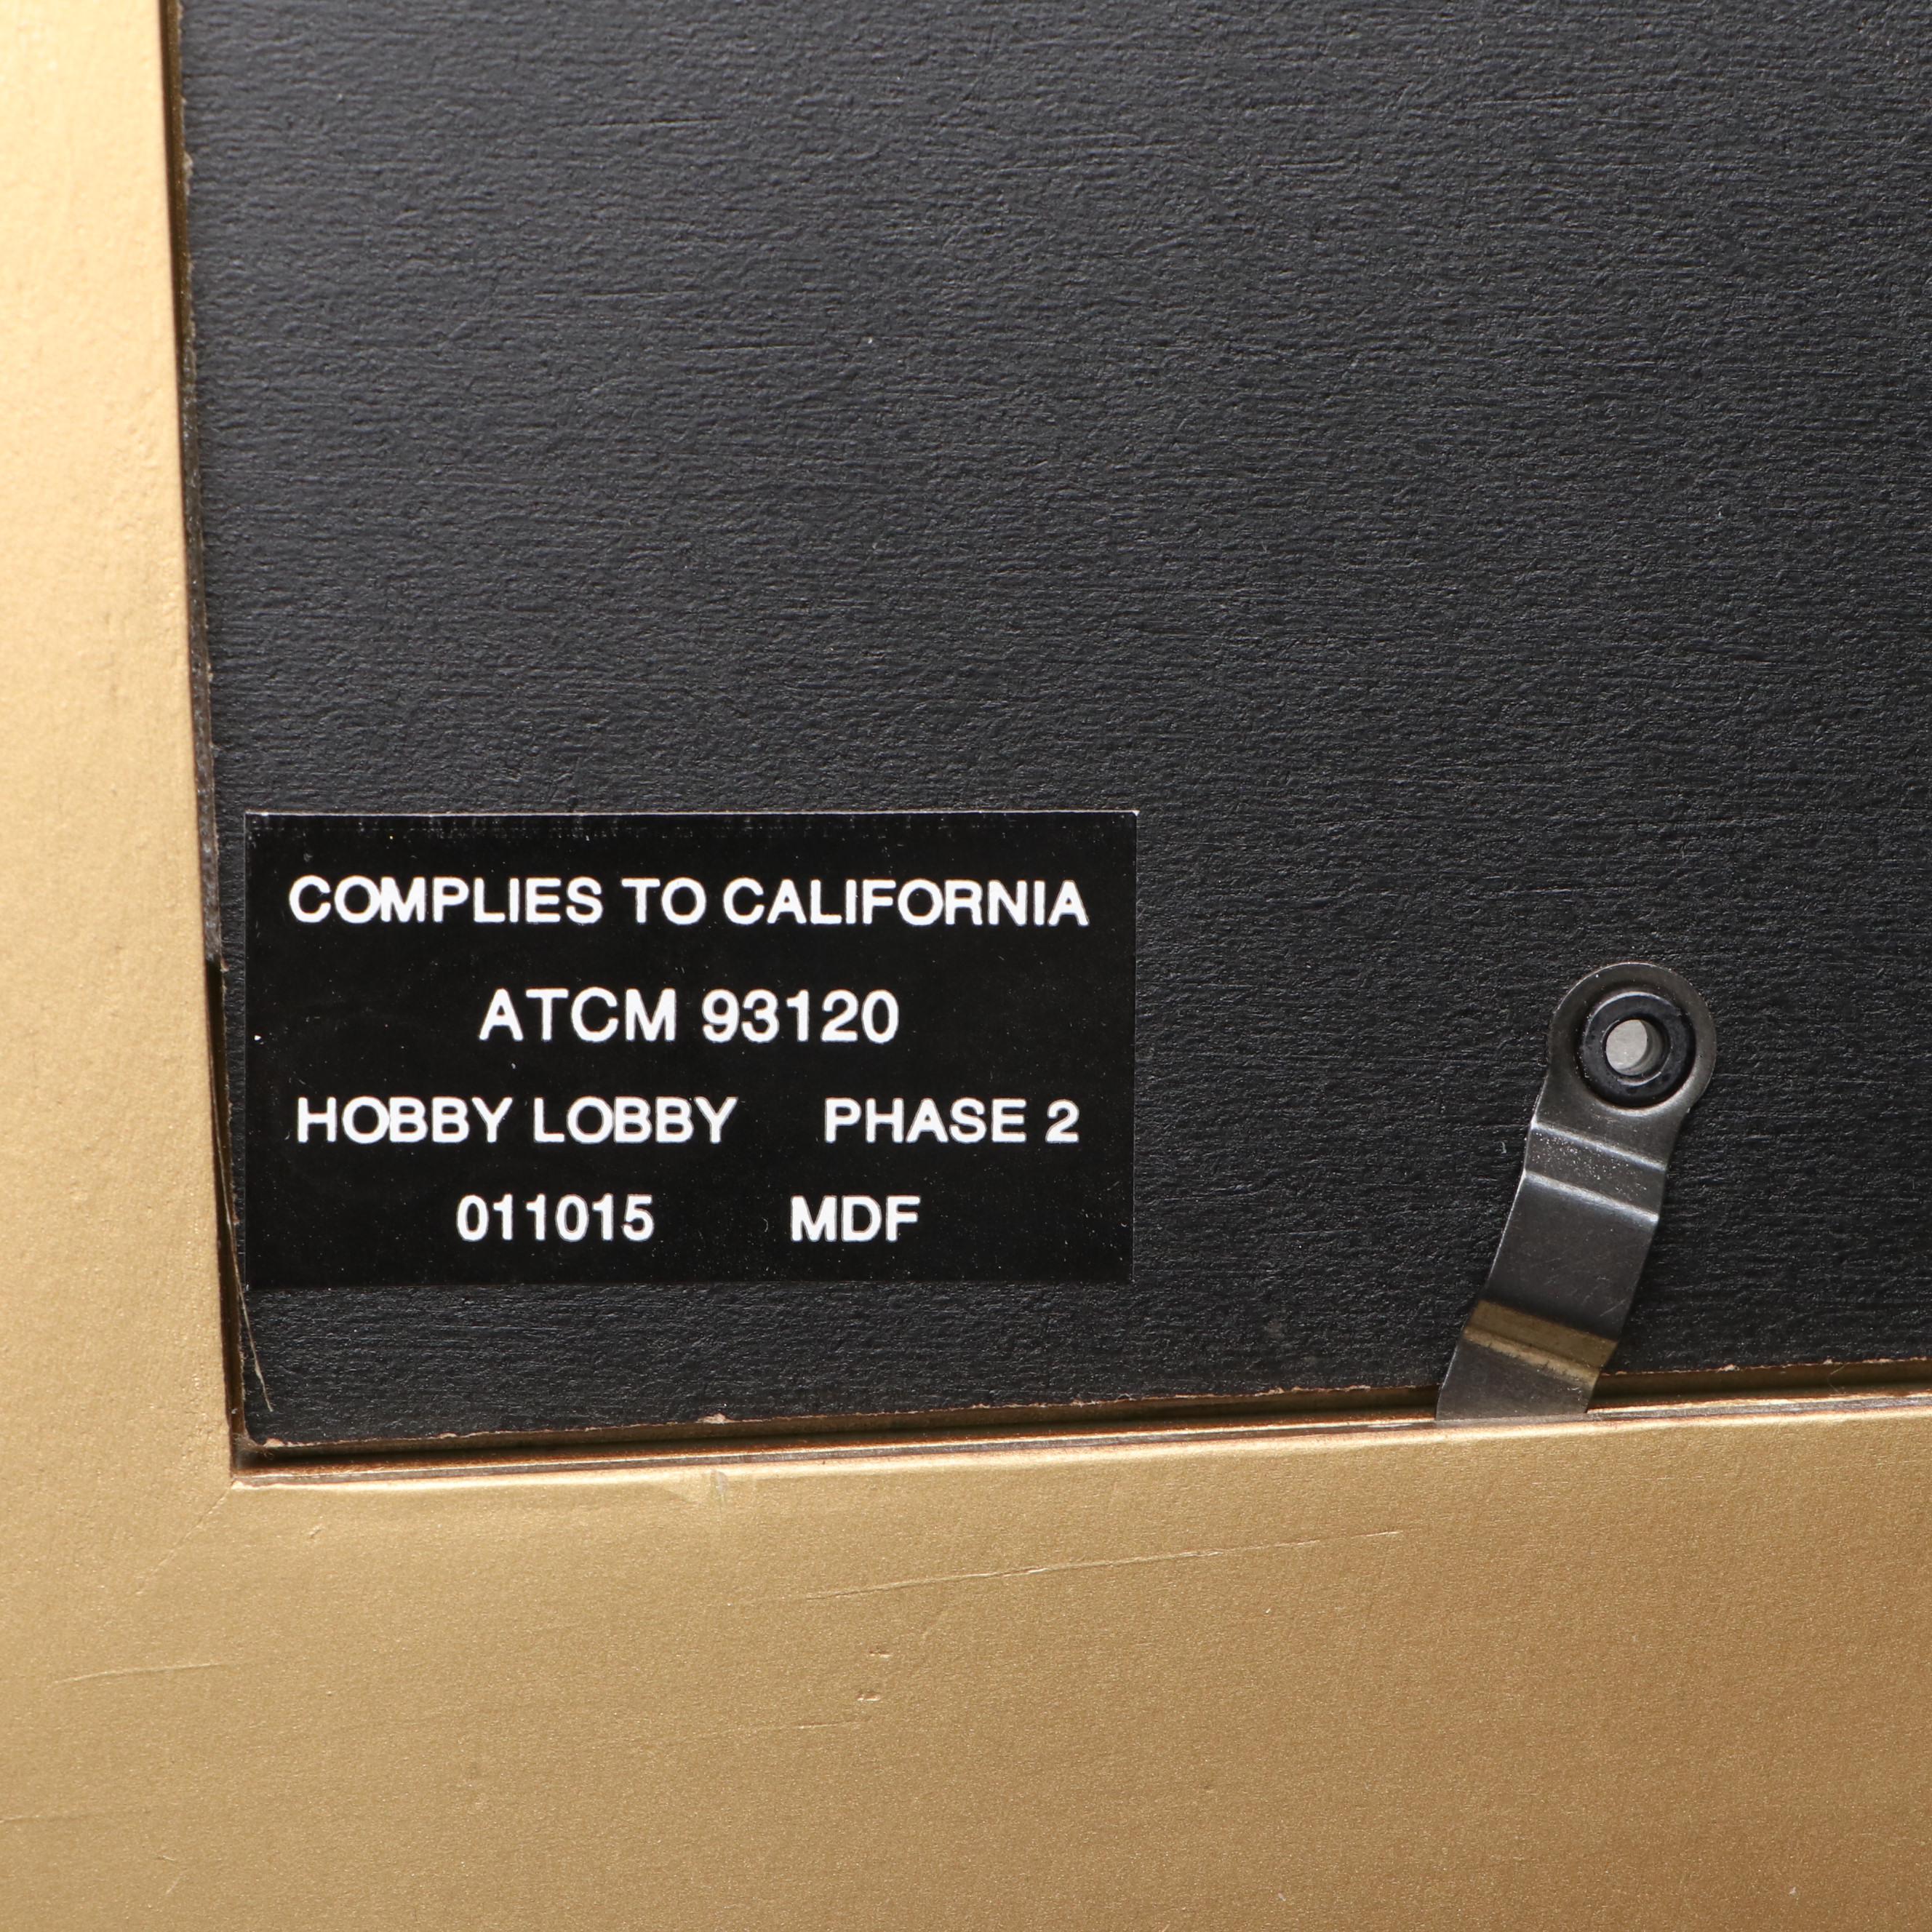 COMPLIES TO CALIFORNIA
ATCM 93120
HOBBY LOBBY PHASE 2
011015 MDF